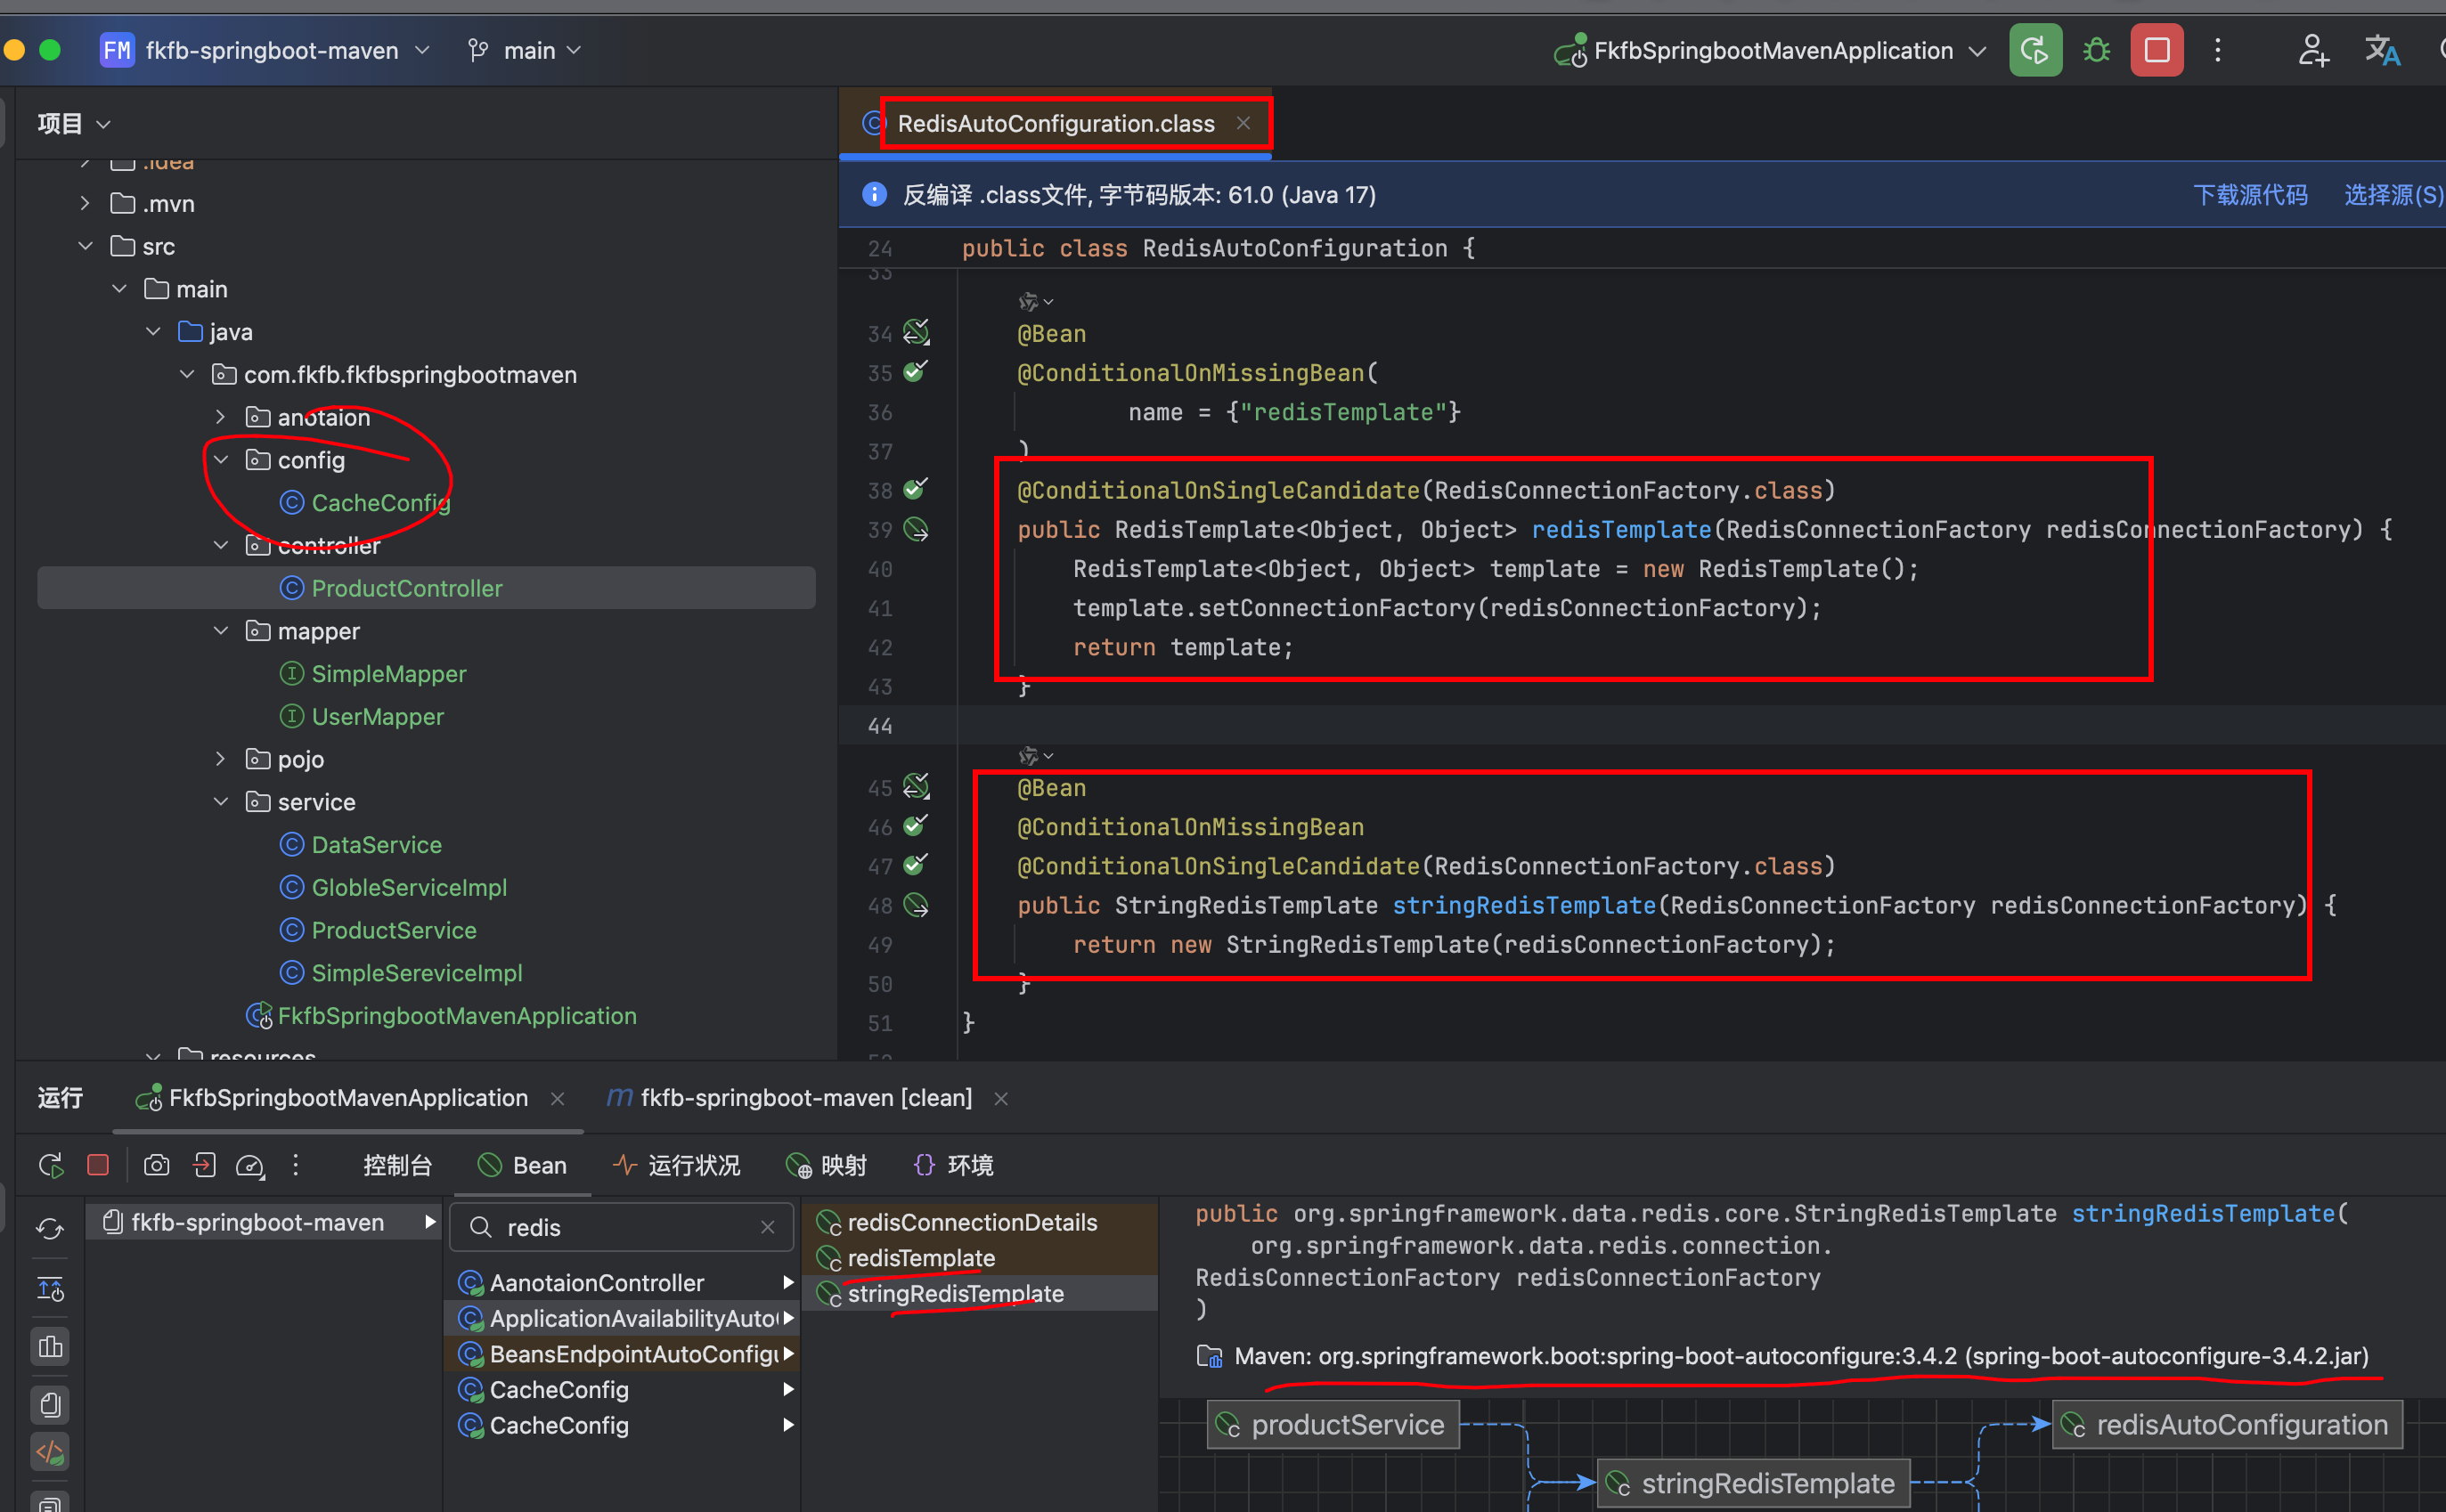 FM fkfb-springboot-maven main FkfbSpringbootMavenApplication
项目
.idea
.mvn
src
main
java
com.fkfb.fkfbspringbootmaven
anotaion
config
CacheConfig
controller
ProductController
mapper
SimpleMapper
UserMapper
pojo
service
DataService
GlobleServiceImpl
ProductService
SimpleSereviceImpl
FkfbSpringbootMavenApplication
resources
RedisAutoConfiguration.class
反编译 .class文件, 字节码版本: 61.0 (Java 17) 下载源代码 选择源(S)
24 public class RedisAutoConfiguration {
33
34 @Bean
35 @ConditionalOnMissingBean(
36 name = {"redisTemplate"}
37 )
38 @ConditionalOnSingleCandidate(RedisConnectionFactory.class)
39 public RedisTemplate<Object, Object> redisTemplate(RedisConnectionFactory redisConnectionFactory) {
40 RedisTemplate<Object, Object> template = new RedisTemplate();
41 template.setConnectionFactory(redisConnectionFactory);
42 return template;
43 }
44
45 @Bean
46 @ConditionalOnMissingBean
47 @ConditionalOnSingleCandidate(RedisConnectionFactory.class)
48 public StringRedisTemplate stringRedisTemplate(RedisConnectionFactory redisConnectionFactory) {
49 return new StringRedisTemplate(redisConnectionFactory);
50 }
51 }
运行 FkfbSpringbootMavenApplication fkfb-springboot-maven [clean]
控制台 Bean 运行状况 映射 环境
fkfb-springboot-maven
redis
AanotaionController
ApplicationAvailabilityAuto
BeansEndpointAutoConfigu
CacheConfig
CacheConfig
redisConnectionDetails
redisTemplate
stringRedisTemplate
public org.springframework.data.redis.core.StringRedisTemplate stringRedisTemplate(
org.springframework.data.redis.connection.
RedisConnectionFactory redisConnectionFactory
)
Maven: org.springframework.boot:spring-boot-autoconfigure:3.4.2 (spring-boot-autoconfigure-3.4.2.jar)
productService
redisAutoConfiguration
stringRedisTemplate